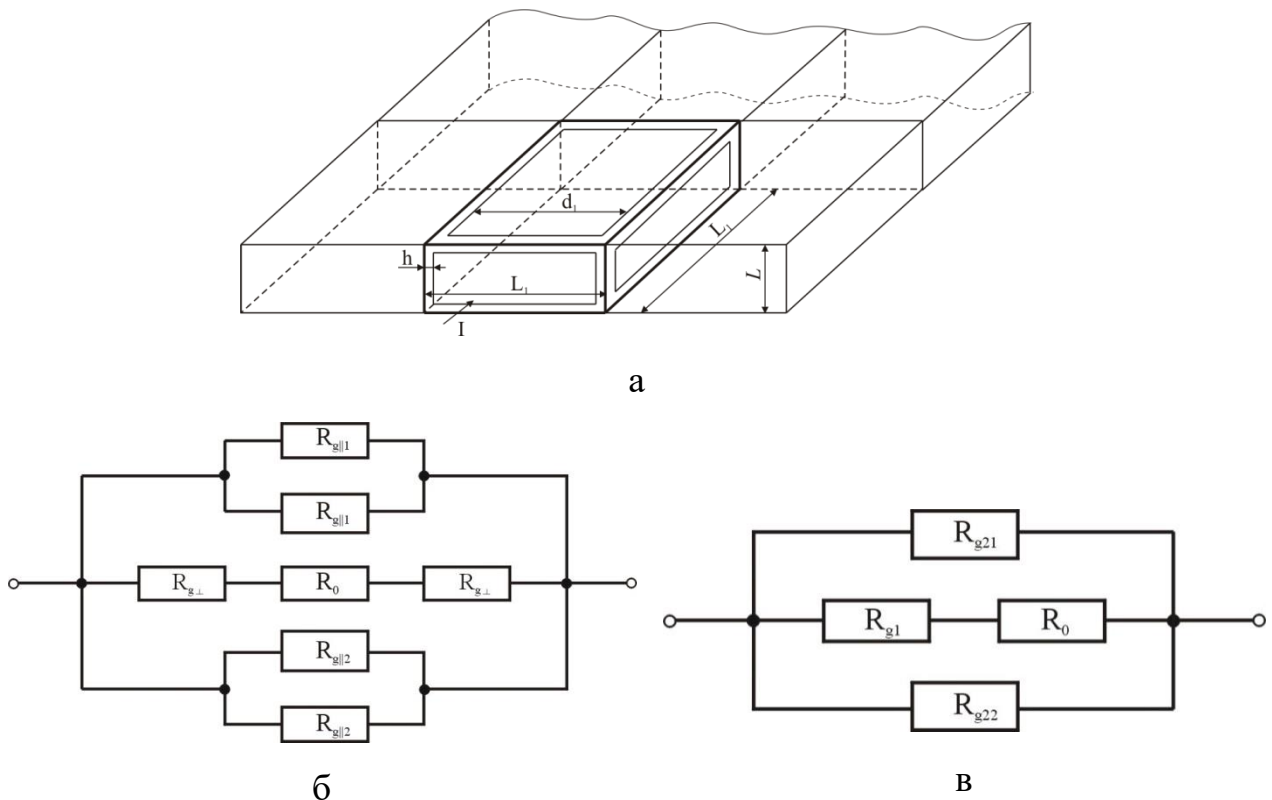 d₁
L₁
h
L₁
L
I
а
R_g||1
R_g||1
R_g⊥ R₀ R_g⊥
R_g||2
R_g||2
R_g21
R_g1 R₀
R_g22
б
в